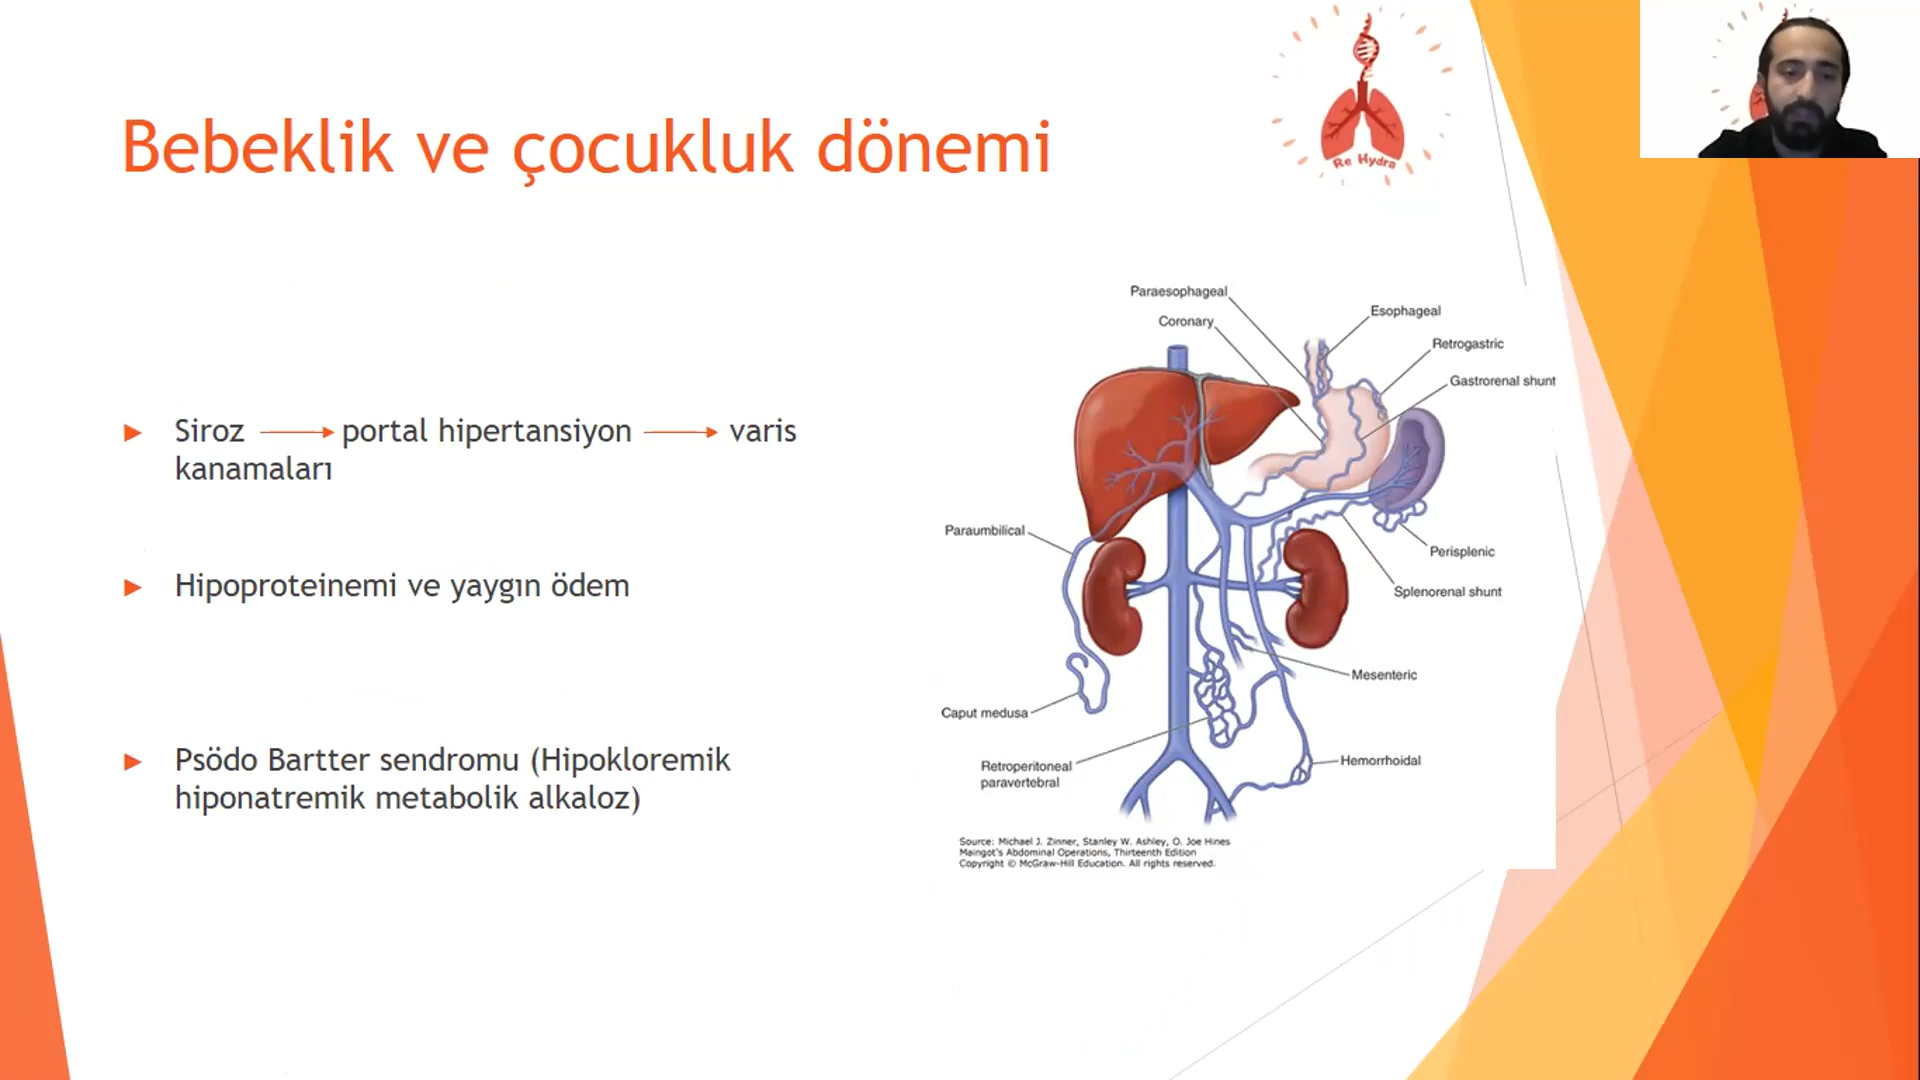 Bebeklik ve çocukluk dönemi
Re Hydra
Siroz portal hipertansiyon varis
kanamaları
Hipoproteinemi ve yaygın ödem
Psödo Bartter sendromu (Hipokloremik
hiponatremik metabolik alkaloz)
Paraesophageal
Coronary
Esophageal
Retrogastric
Gastrorenal shunt
Paraumbilical
Perisplenic
Splenorenal shunt
Mesenteric
Caput medusa
Retroperitoneal
paravertebral
Hemorrhoidal
Source: Michael J. Zinner, Stanley W. Ashley, O. Joe Hines
Maingot's Abdominal Operations, Thirteenth Edition
Copyright © McGraw-Hill Education. All rights reserved.